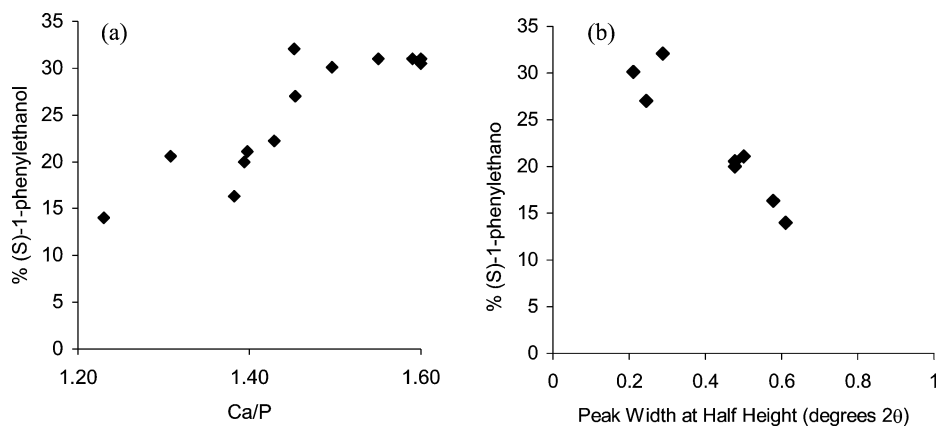 (a)
% (S)-1-phenylethanol
35
30
25
20
15
10
5
0
1.20 1.40 1.60
Ca/P
(b)
% (S)-1-phenylethano
35
30
25
20
15
10
5
0
0 0.2 0.4 0.6 0.8 1
Peak Width at Half Height (degrees 2θ)